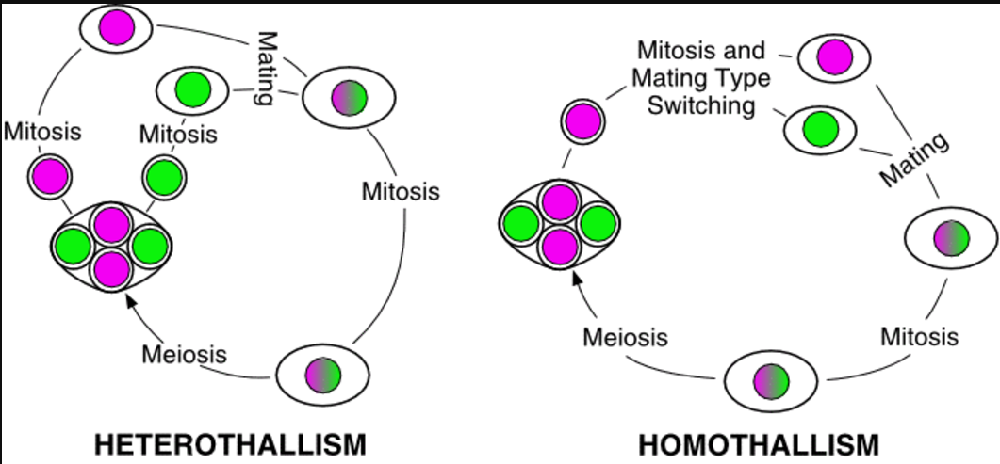 Mating
Mitosis
Mitosis
Mitosis
Meiosis
HETEROTHALLISM
Mitosis and
Mating Type
Switching
Mating
Meiosis
Mitosis
HOMOTHALLISM